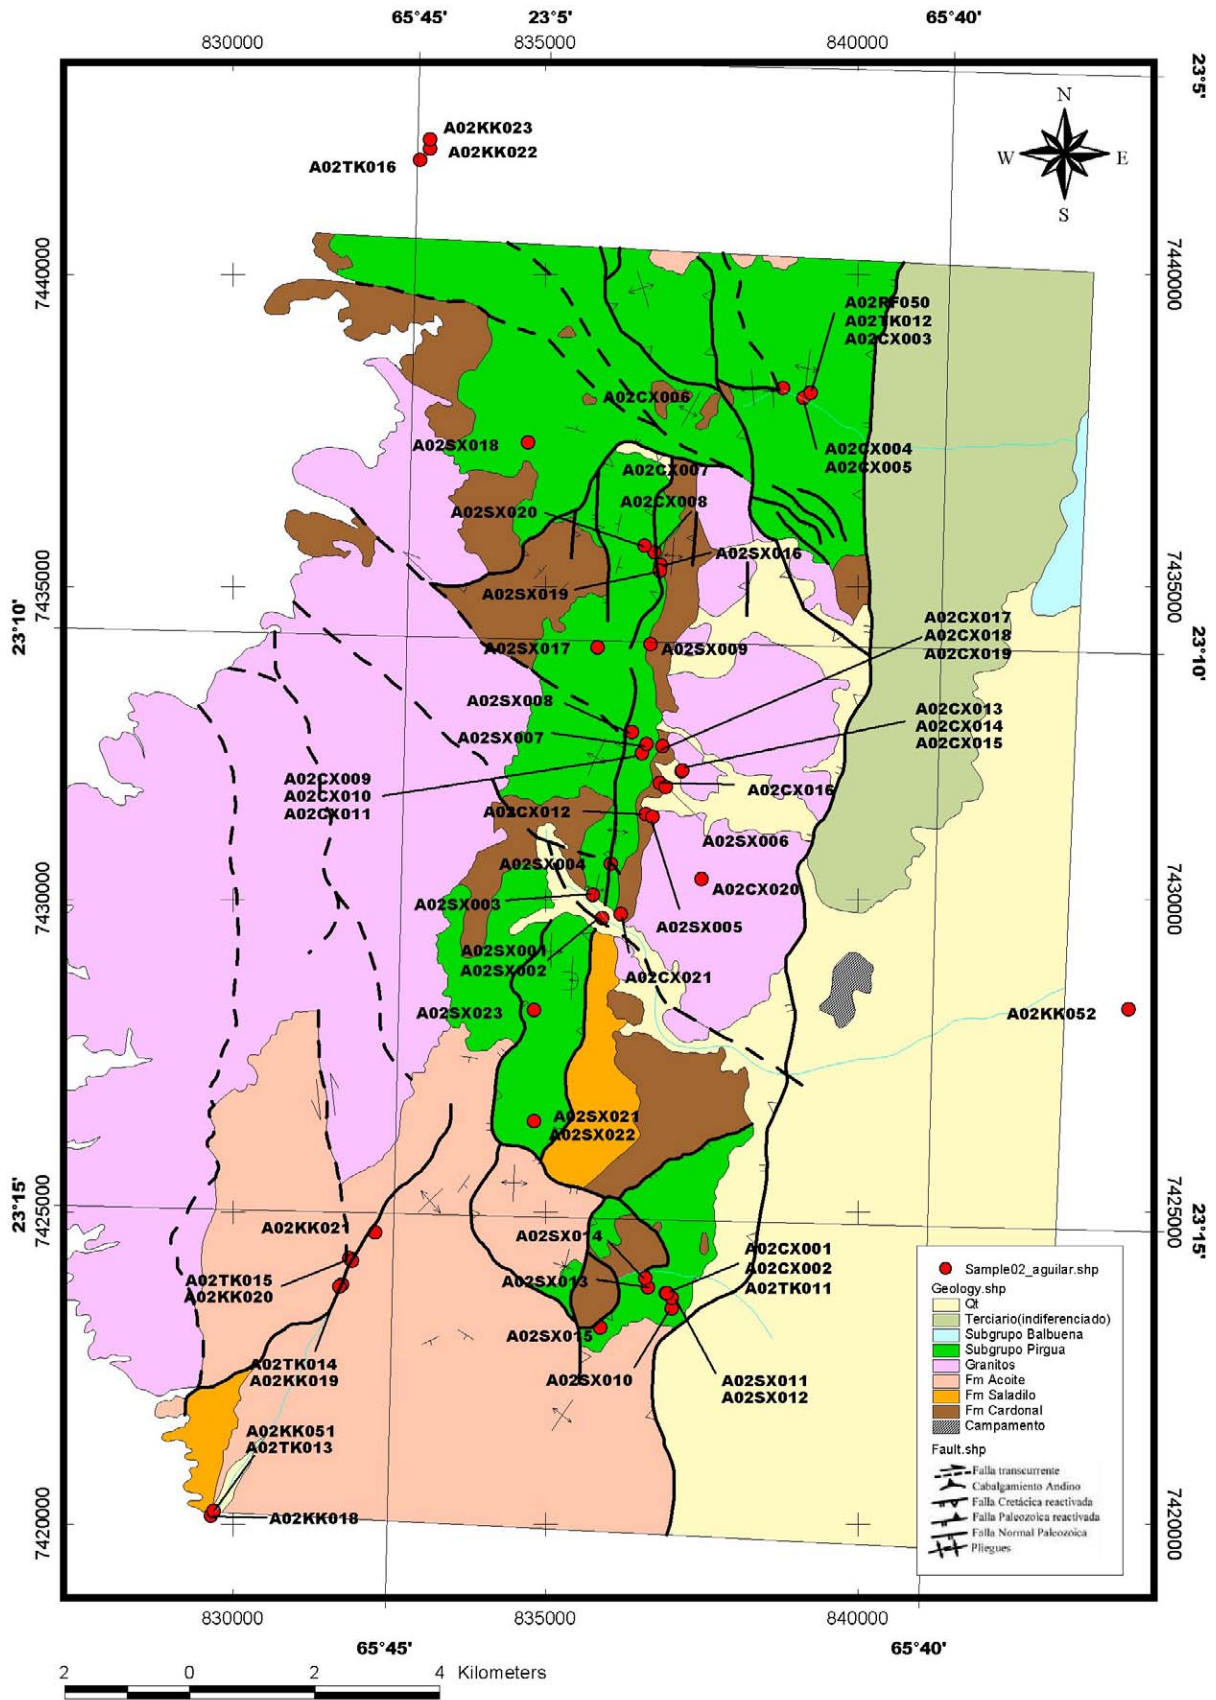 65°45' 23°5' 65°40'
830000 835000 840000
23°5'
N
W E
S
A02KK023
A02KK022
A02TK016
7440000 7440000
A02RF050
A02TK012
A02CX003
A02CX006
A02CX004
A02CX005
A02SX018
A02CX007
A02CX008
A02SX020
A02SX016
A02SX019
7435000 7435000
23°10' 23°10'
A02CX017
A02CX018
A02CX019
A02SX017
A02SX009
A02SX008
A02SX007
A02CX013
A02CX014
A02CX015
A02CX009
A02CX010
A02CX011
A02CX016
A02CX012
A02SX006
A02SX004
A02CX020
A02SX003
A02SX005
7430000 7430000
A02SX001
A02SX002
A02CX021
A02SX023
A02KK052
A02SX021
A02SX022
7425000 7425000
23°15' 23°15'
A02KK021
A02SX014
A02CX001
A02CX002
A02TK011
A02TK015
A02KK020
A02SX013
A02SX015
A02TK014
A02KK019
A02SX010
A02SX011
A02SX012
A02KK051
A02TK013
A02KK018
7420000 7420000
Sample02_aguilar.shp
Geology.shp
Qt
Terciario(indiferenciado)
Subgrupo Balbuena
Subgrupo Pirgua
Granitos
Fm Acoite
Fm Saladilo
Fm Cardonal
Campamento
Fault.shp
Falla transcurrente
Cabalgamiento Andino
Falla Cretácica reactivada
Falla Paleozoica reactivada
Falla Normal Paleozoica
Pliegues
830000 835000 840000
65°45' 65°40'
2 0 2 4 Kilometers